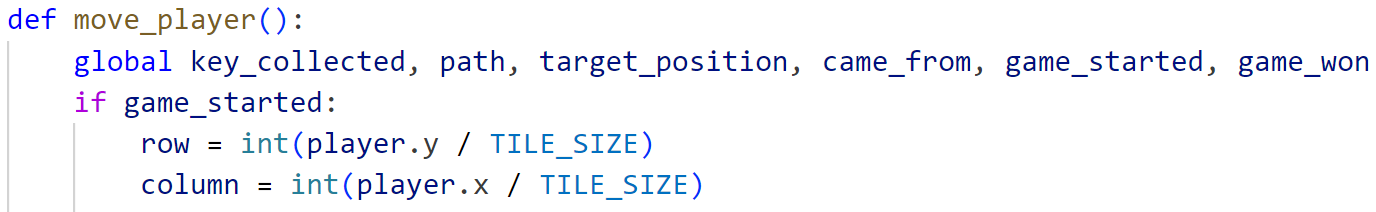 def move_player():
    global key_collected, path, target_position, came_from, game_started, game_won
    if game_started:
        row = int(player.y / TILE_SIZE)
        column = int(player.x / TILE_SIZE)